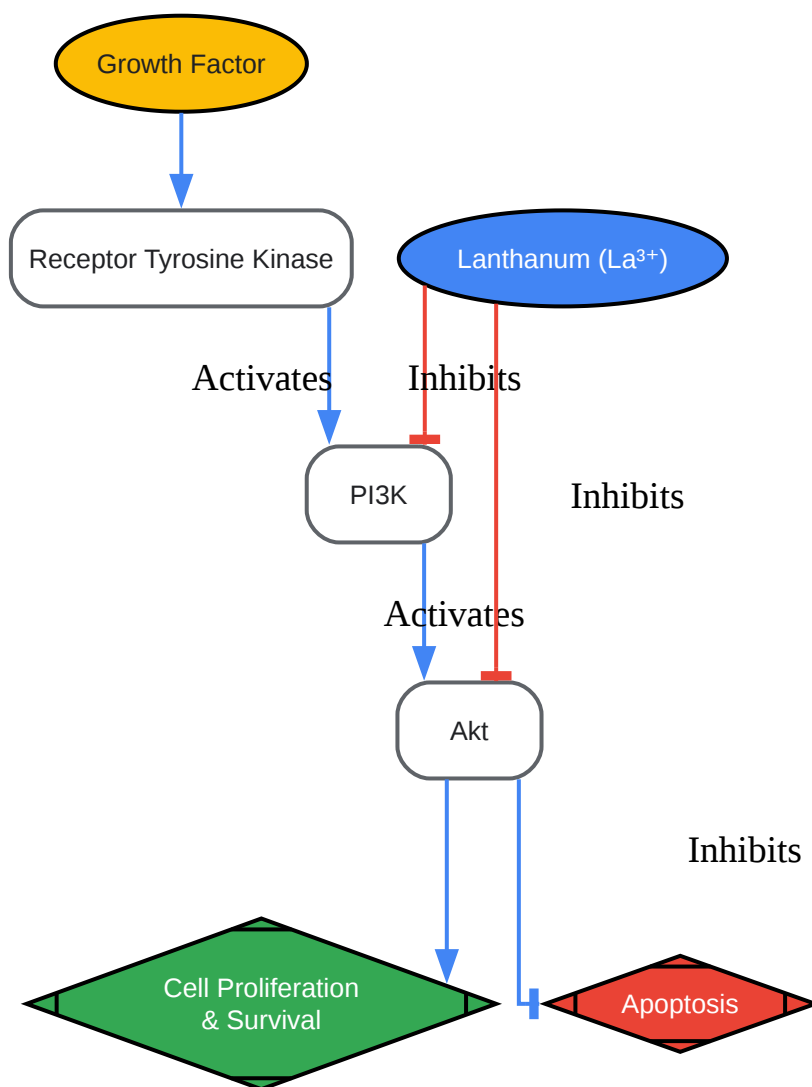 Growth Factor
Receptor Tyrosine Kinase
Lanthanum (La³⁺)
Activates
Inhibits
PI3K
Inhibits
Activates
Akt
Inhibits
Cell Proliferation
& Survival
Apoptosis